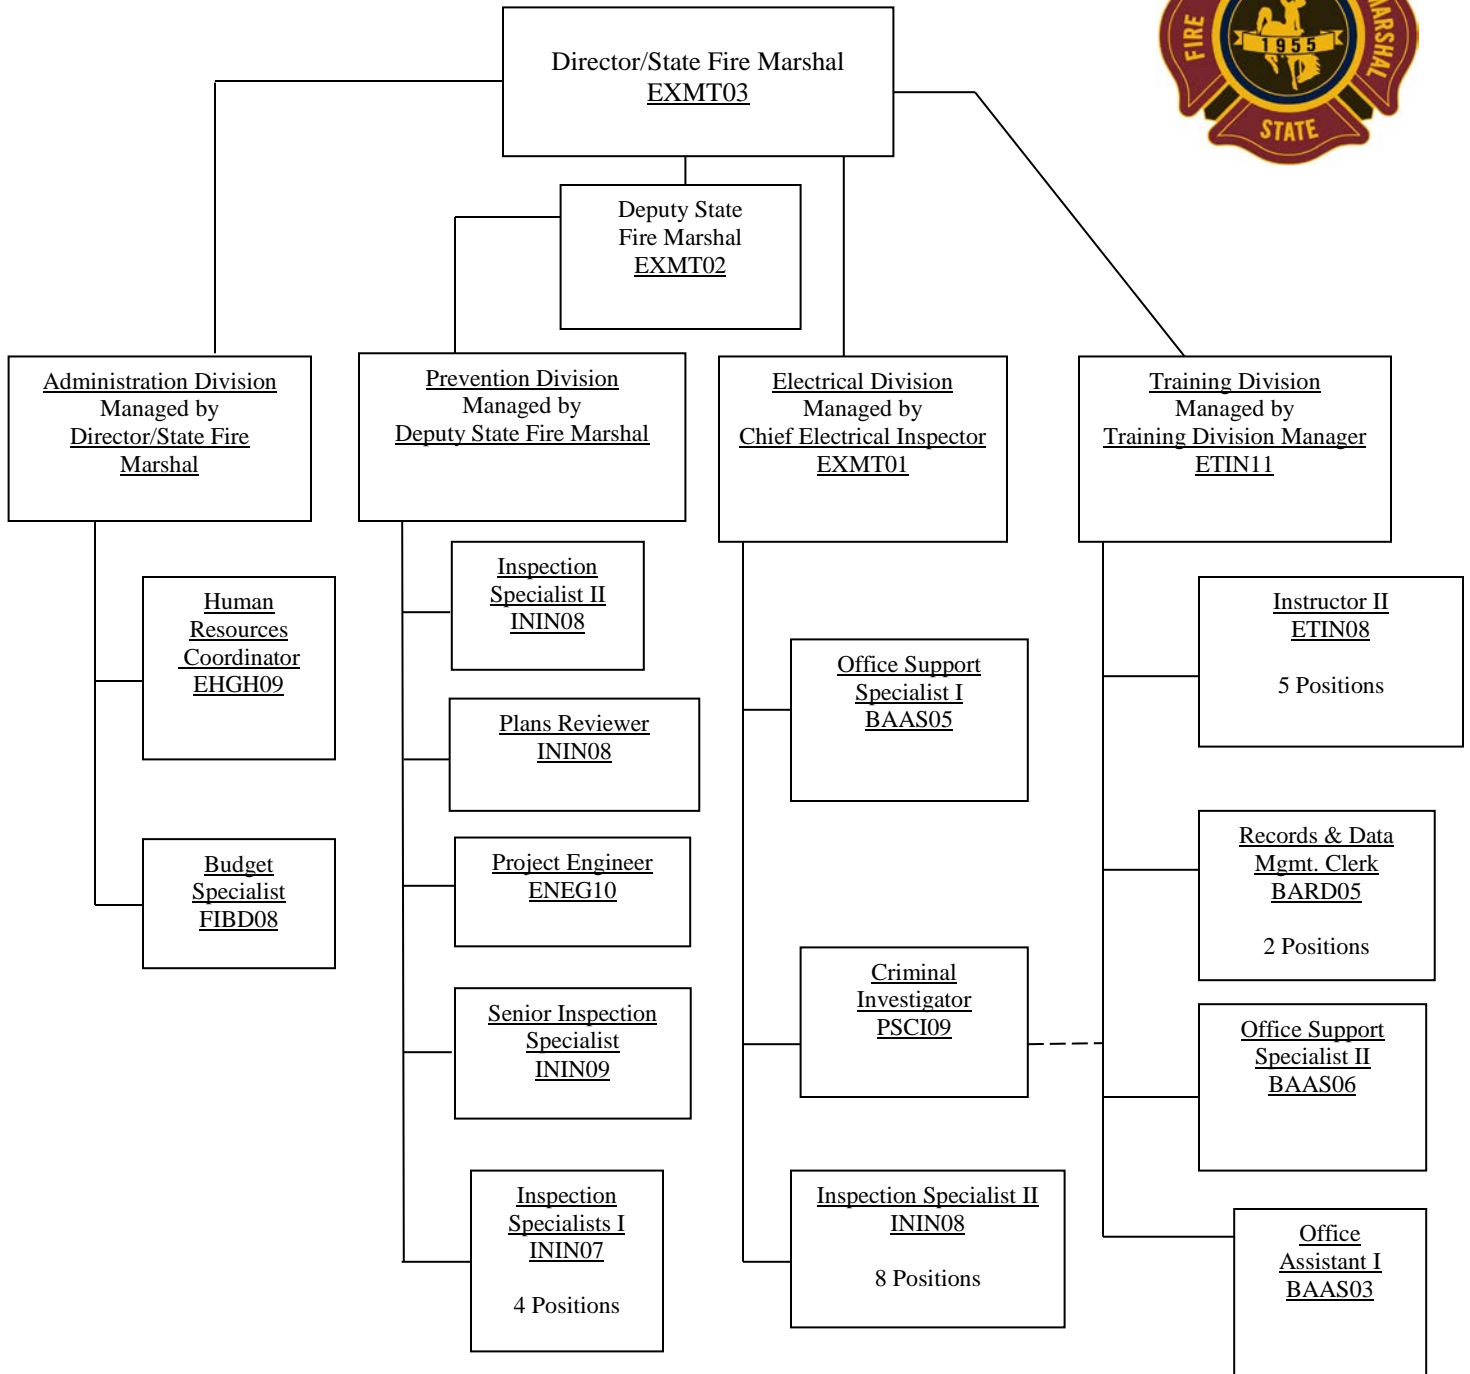 Director/State Fire Marshal
EXMT03
FIRE
MARSHAL
1955
STATE
Deputy State
Fire Marshal
EXMT02
Administration Division
Managed by
Director/State Fire
Marshal
Prevention Division
Managed by
Deputy State Fire Marshal
Electrical Division
Managed by
Chief Electrical Inspector
EXMT01
Training Division
Managed by
Training Division Manager
ETIN11
Human
Resources
Coordinator
EHGH09
Budget
Specialist
FIBD08
Inspection
Specialist II
ININ08
Plans Reviewer
ININ08
Project Engineer
ENEG10
Senior Inspection
Specialist
ININ09
Inspection
Specialists I
ININ07
4 Positions
Office Support
Specialist I
BAAS05
Criminal
Investigator
PSCI09
Inspection Specialist II
ININ08
8 Positions
Instructor II
ETIN08
5 Positions
Records & Data
Mgmt. Clerk
BARD05
2 Positions
Office Support
Specialist II
BAAS06
Office
Assistant I
BAAS03